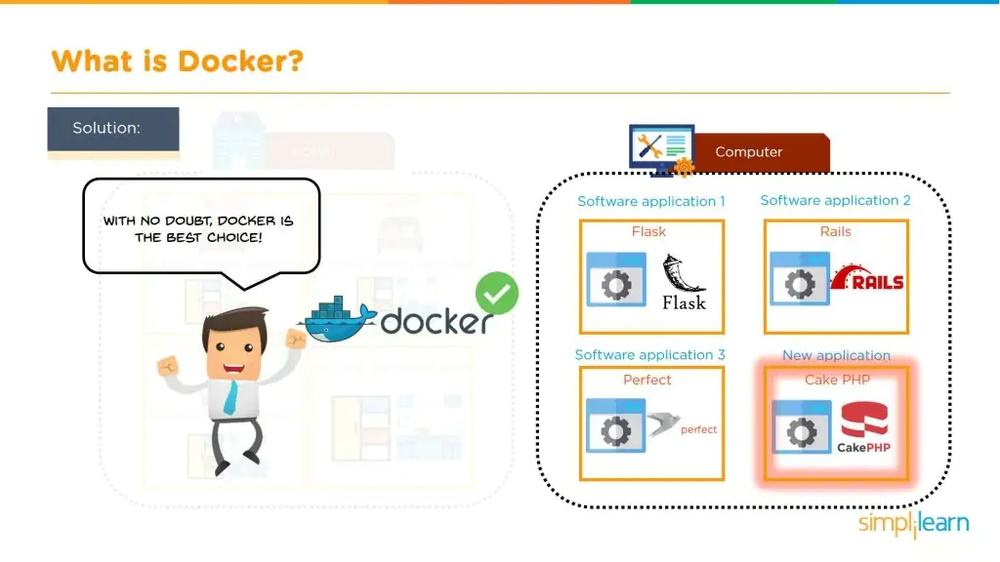 What is Docker?
Solution:
WITH NO DOUBT, DOCKER IS
THE BEST CHOICE!
docker
Computer
Software application 1
Flask
Flask
Software application 2
Rails
RAILS
Software application 3
Perfect
perfect
New application
Cake PHP
CakePHP
simplilearn